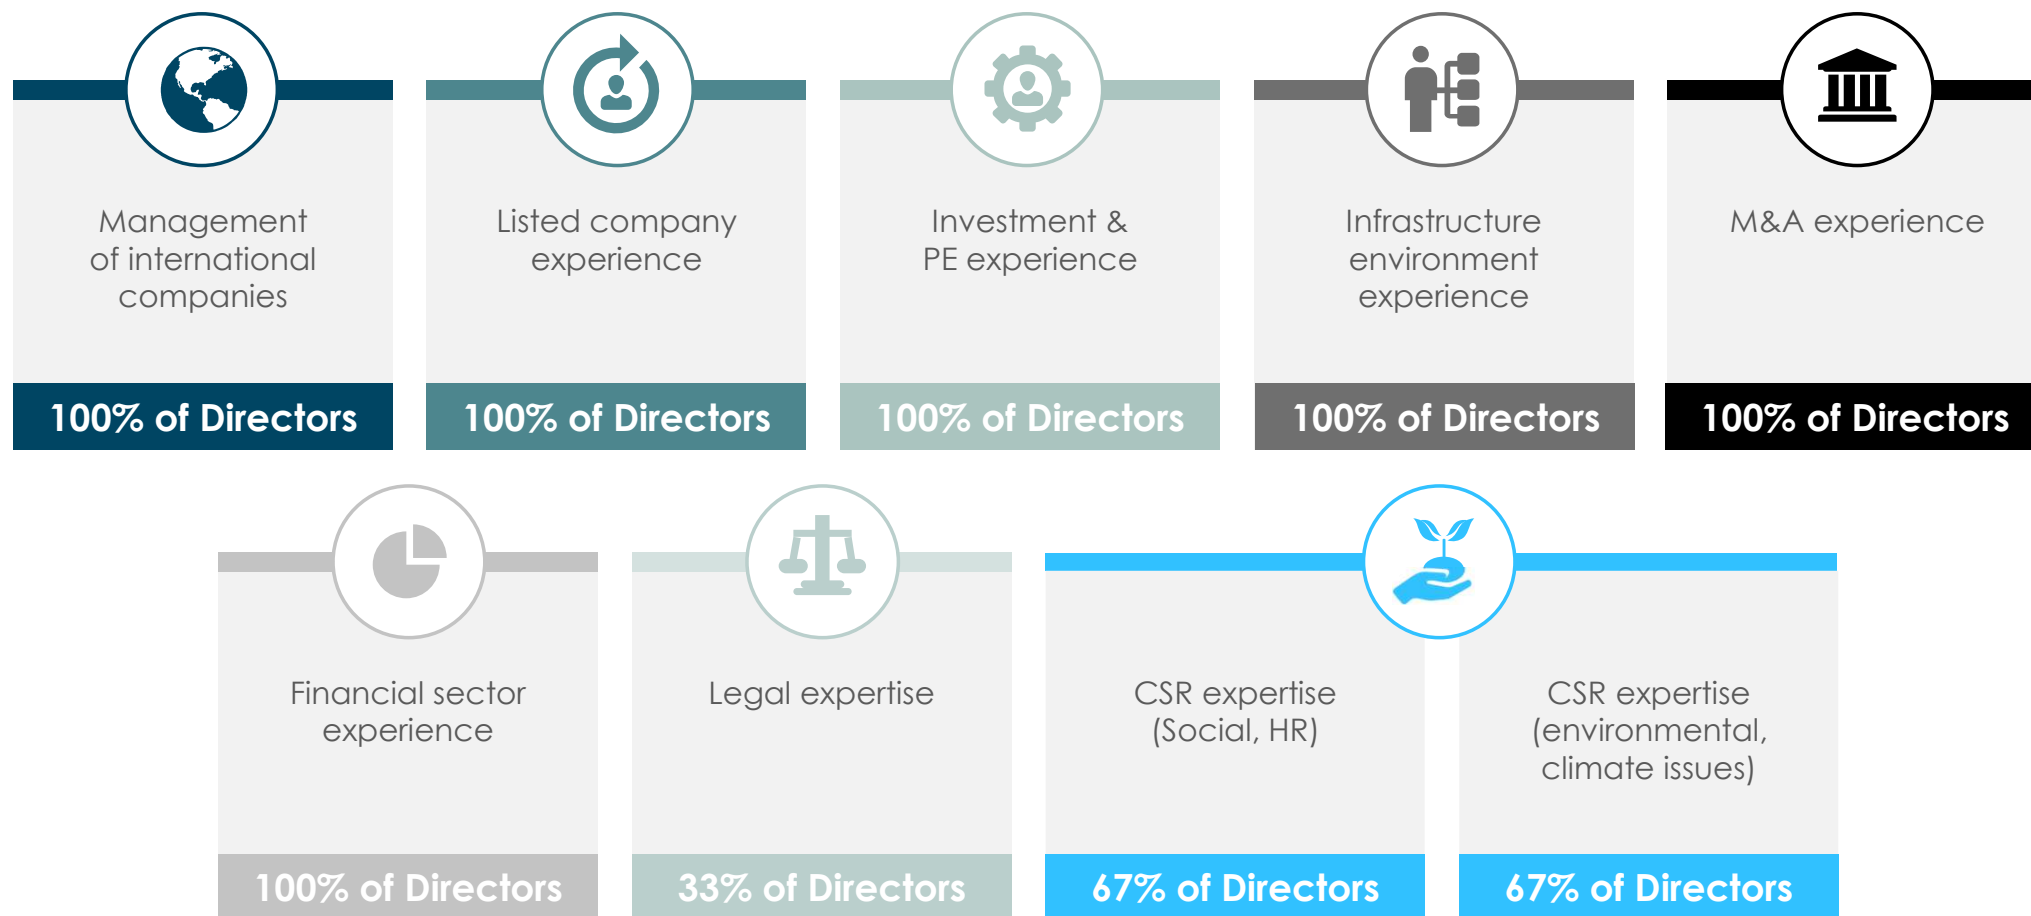 Management
of international
companies
100% of Directors
Listed company
experience
100% of Directors
Investment &
PE experience
100% of Directors
Infrastructure
environment
experience
100% of Directors
M&A experience
100% of Directors
Financial sector
experience
100% of Directors
Legal expertise
33% of Directors
CSR expertise
(Social, HR)
67% of Directors
CSR expertise
(environmental,
climate issues)
67% of Directors